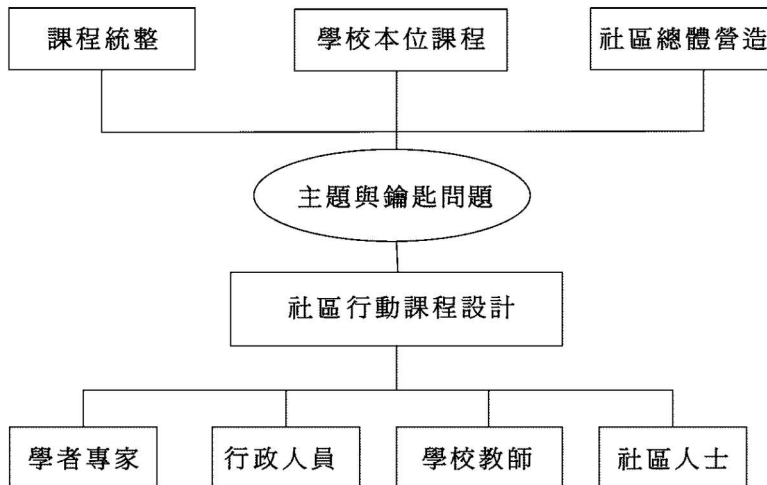 課程統整
學校本位課程
社區總體營造
主題與鑰匙問題
社區行動課程設計
學者專家
行政人員
學校教師
社區人士